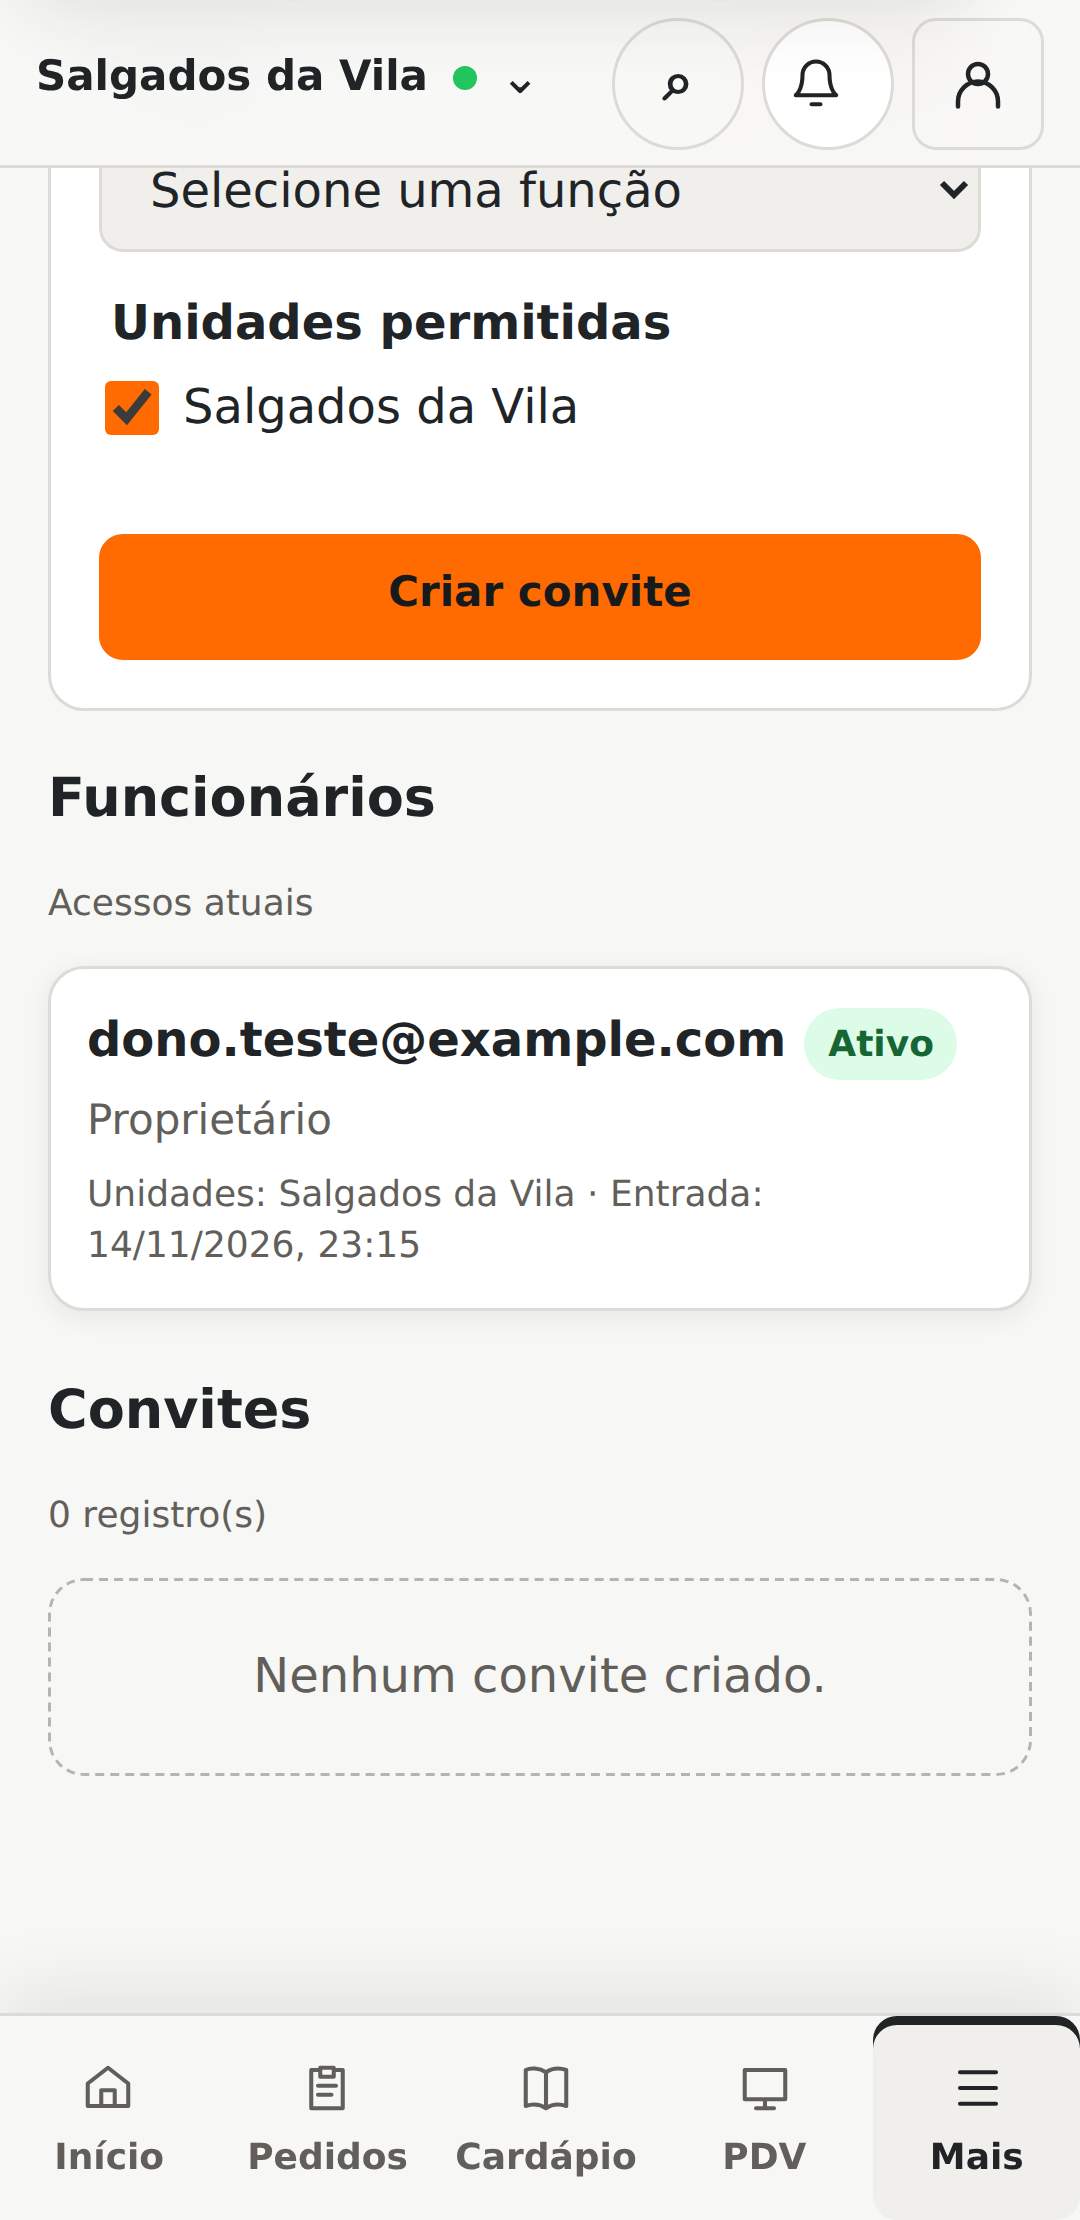 Salgados da Vila
Selecione uma função
Unidades permitidas
Salgados da Vila
Criar convite
Funcionários
Acessos atuais
dono.teste@example.com Ativo
Proprietário
Unidades: Salgados da Vila · Entrada:
14/11/2026, 23:15
Convites
0 registro(s)
Nenhum convite criado.
Início Pedidos Cardápio PDV Mais